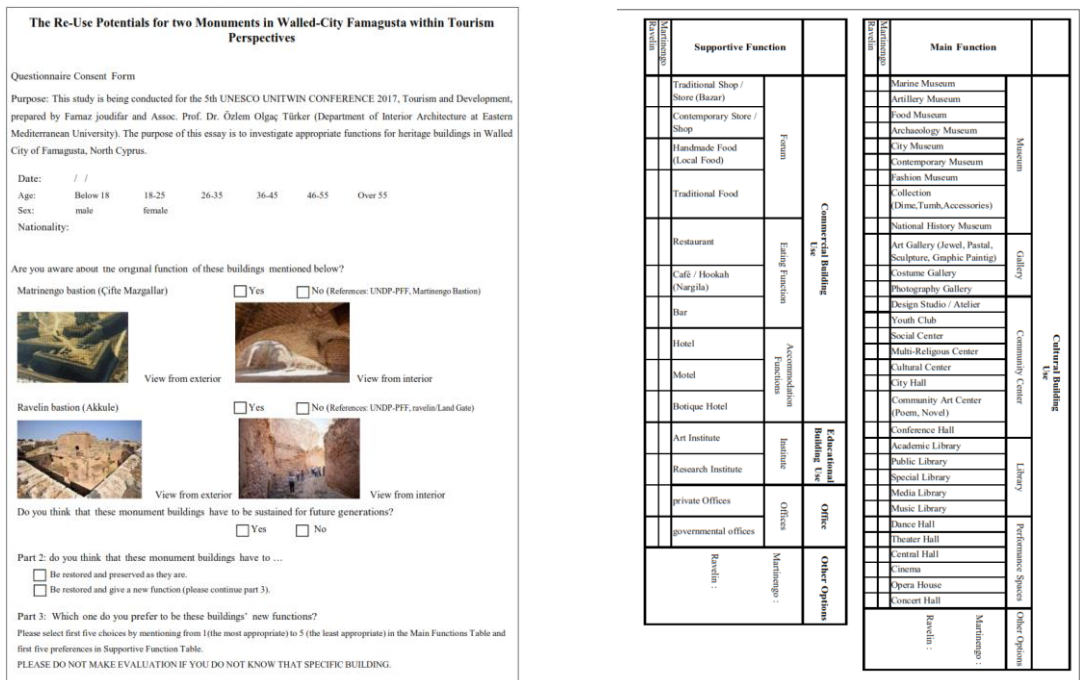 The Re-Use Potentials for two Monuments in Walled-City Famagusta within Tourism
Perspectives
Questionnaire Consent Form
Purpose: This study is being conducted for the 5th UNESCO UNITWIN CONFERENCE 2017, Tourism and Development,
prepared by Farnaz joudifar and Assoc. Prof. Dr. Özlem Olgaç Türker (Department of Interior Architecture at Eastern
Mediterranean University). The purpose of this essay is to investigate appropriate functions for heritage buildings in Walled
City of Famagusta, North Cyprus.
Date: / /
Age: Below 18 18-25 26-35 36-45 46-55 Over 55
Sex: male female
Nationality:
Are you aware about the original function of these buildings mentioned below?
Matrinengo bastion (Çifte Mazgallar) Yes No (References: UNDP-PFF, Martinengo Bastion)
View from exterior View from interior
Ravelin bastion (Akkule) Yes No (References: UNDP-PFF, ravelin/Land Gate)
View from exterior View from interior
Do you think that these monument buildings have to be sustained for future generations?
Yes No
Part 2: do you think that these monument buildings have to …
Be restored and preserved as they are.
Be restored and give a new function (please continue part 3).
Part 3: Which one do you prefer to be these buildings' new functions?
Please select first five choices by mentioning from 1(the most appropriate) to 5 (the least appropriate) in the Main Functions Table and
first five preferences in Supportive Function Table.
PLEASE DO NOT MAKE EVALUATION IF YOU DO NOT KNOW THAT SPECIFIC BUILDING.
Ravelin
Martinengo
Supportive Function
Traditional Shop /
Store (Bazar)
Contemporary Store /
Shop
Handmade Food
(Local Food)
Traditional Food
Forum
Restaurant
Cafè / Hookah
(Nargila)
Bar
Eating Function
Hotel
Motel
Botique Hotel
Accommodation
Functions
Commercial Building
Use
Art Institute
Research Institute
Institute
Educational
Building Use
private Offices
governmental offices
Offices
Office
Ravelin :
Martinengo :
Other Options
Ravelin
Martinengo
Main Function
Marine Museum
Artillery Museum
Food Museum
Archaeology Museum
City Museum
Contemporary Museum
Fashion Museum
Collection
(Dime,Tumb,Accessories)
National History Museum
Museum
Art Gallery (Jewel, Pastal,
Sculpture, Graphic Paintig)
Costume Gallery
Photography Gallery
Gallery
Design Studio / Atelier
Youth Club
Social Center
Multi-Religous Center
Cultural Center
City Hall
Community Art Center
(Poem, Novel)
Conference Hall
Community Center
Academic Library
Public Library
Special Library
Media Library
Music Library
Library
Dance Hall
Theater Hall
Central Hall
Cinema
Opera House
Concert Hall
Performance Spaces
Cultural Building
Use
Ravelin :
Martinengo :
Other Options